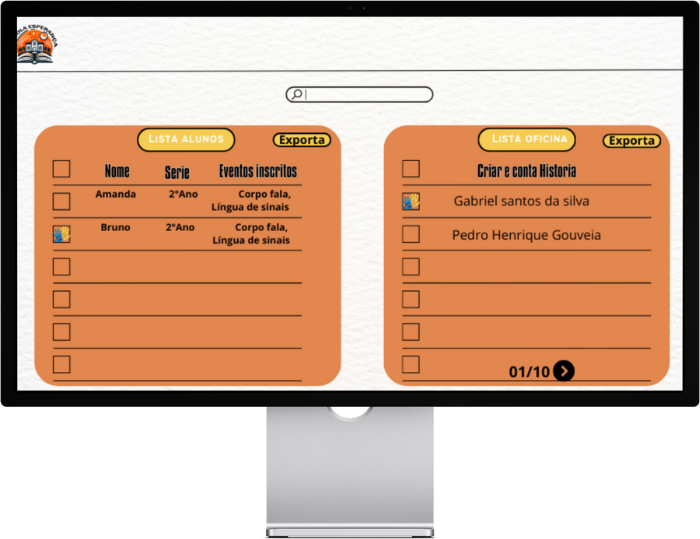 ESPERANÇA
LISTA ALUNOS
Exporta
Nome Serie Eventos inscritos
Amanda 2ºAno Corpo fala,
Língua de sinais
Bruno 2ºAno Corpo fala,
Língua de sinais
LISTA OFICINA
Exporta
Criar e conta Historia
Gabriel santos da silva
Pedro Henrique Gouveia
01/10